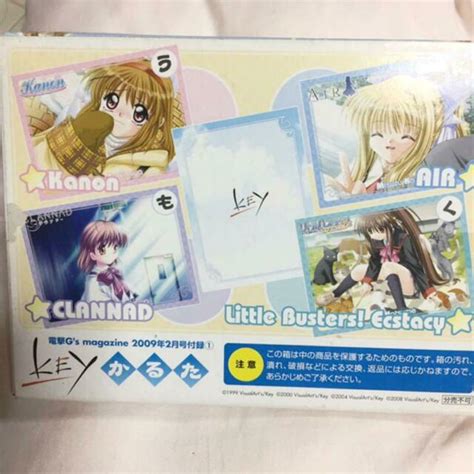 Kanon
う
AIR
Kanon
AIR
Key
CLANNAD
も
Little Busters!
く
CLANNAD
Little Busters! Ecstacy
電撃G's magazine 2009年2月号付録①
Key かるた
注意
この箱は中の商品を保護するためのものです。箱の汚れ、
潰れ、破損などによる交換、返品には応じかねますので、
あらかじめご了承ください。
©1999 VisualArt's/Key ©2000 VisualArt's/Key ©2004 VisualArt's/Key ©2008 VisualArt's/Key
分売不可